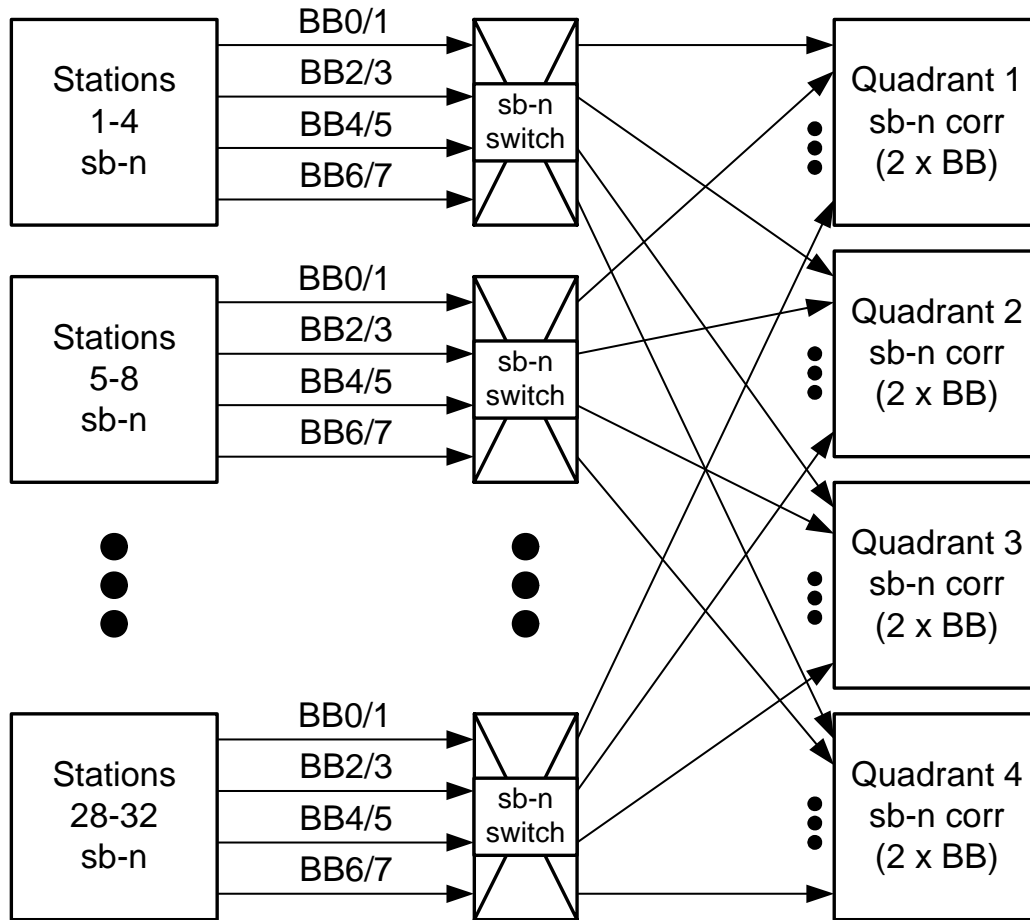 Stations
1-4
sb-n
BB0/1
BB2/3
BB4/5
BB6/7
sb-n
switch
Quadrant 1
sb-n corr
(2 x BB)
Stations
5-8
sb-n
BB0/1
BB2/3
BB4/5
BB6/7
sb-n
switch
Quadrant 2
sb-n corr
(2 x BB)
Quadrant 3
sb-n corr
(2 x BB)
Stations
28-32
sb-n
BB0/1
BB2/3
BB4/5
BB6/7
sb-n
switch
Quadrant 4
sb-n corr
(2 x BB)